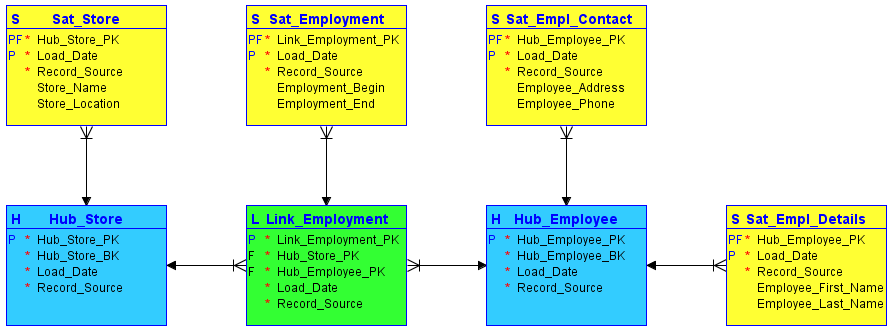 S Sat_Store
PF * Hub_Store_PK
P * Load_Date
* Record_Source
Store_Name
Store_Location
S Sat_Employment
PF * Link_Employment_PK
P * Load_Date
* Record_Source
Employment_Begin
Employment_End
S Sat_Empl_Contact
PF * Hub_Employee_PK
P * Load_Date
* Record_Source
Employee_Address
Employee_Phone
H Hub_Store
P * Hub_Store_PK
* Hub_Store_BK
* Load_Date
* Record_Source
L Link_Employment
P * Link_Employment_PK
F * Hub_Store_PK
F * Hub_Employee_PK
* Load_Date
* Record_Source
H Hub_Employee
P * Hub_Employee_PK
* Hub_Employee_BK
* Load_Date
* Record_Source
S Sat_Empl_Details
PF * Hub_Employee_PK
P * Load_Date
* Record_Source
Employee_First_Name
Employee_Last_Name